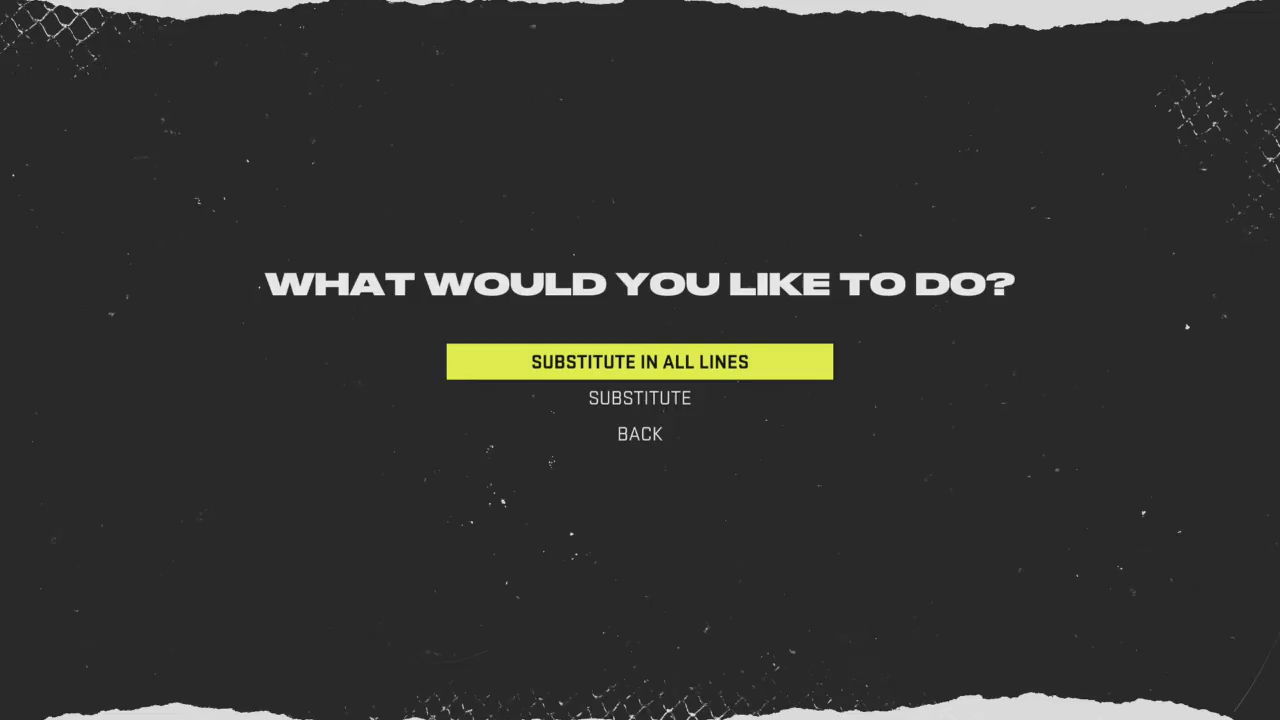 WHAT WOULD YOU LIKE TO DO?
SUBSTITUTE IN ALL LINES
SUBSTITUTE
BACK